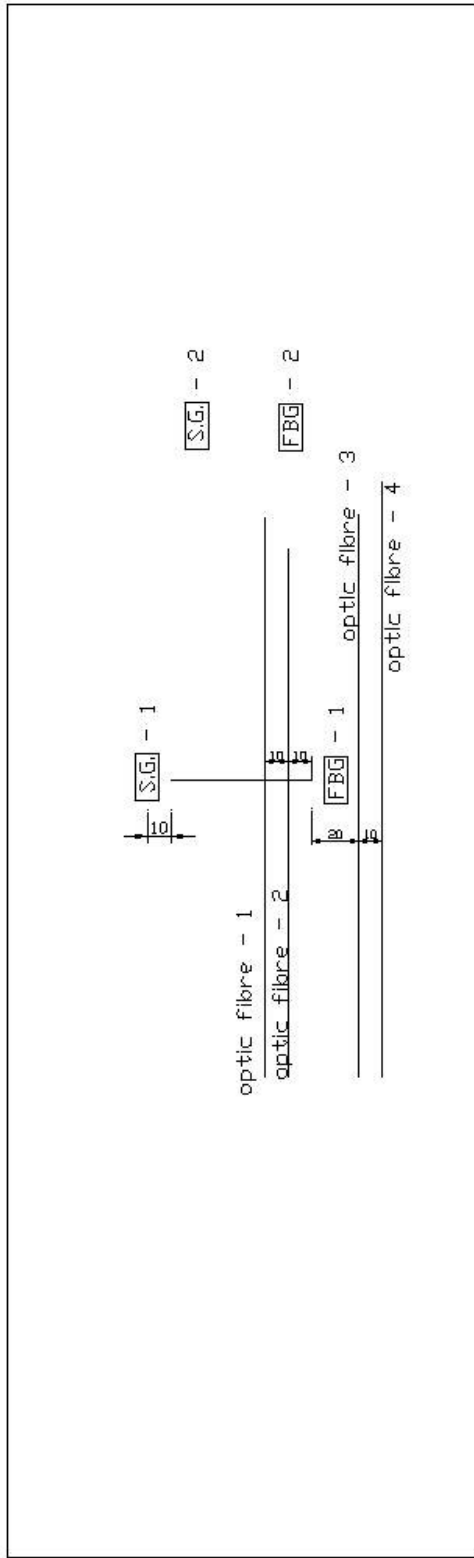 S.G. - 1
S.G. - 2
10
optic fibre - 1
optic fibre - 2
10
10
FBG - 1
FBG - 2
20
10
optic fibre - 3
optic fibre - 4